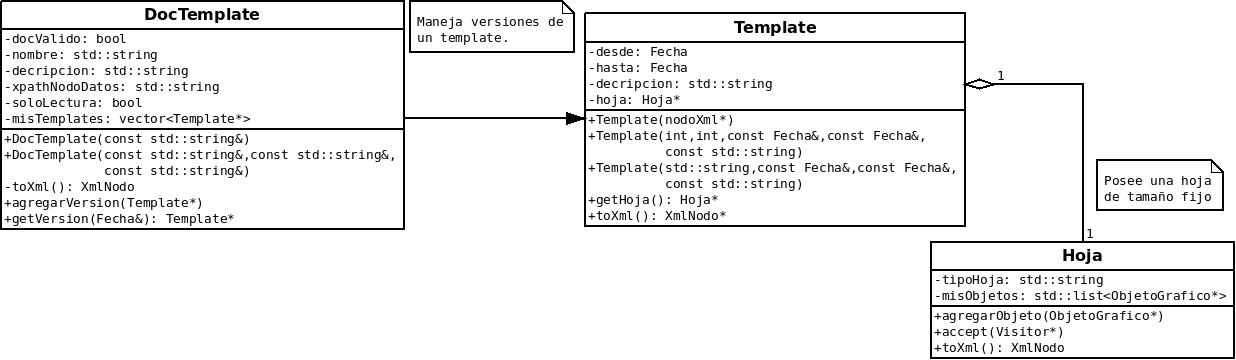 DocTemplate
-docValido: bool
-nombre: std::string
-decripcion: std::string
-xpathNodoDatos: std::string
-soloLectura: bool
-misTemplates: vector<Template*>
+DocTemplate(const std::string&)
+DocTemplate(const std::string&,const std::string&,
const std::string&)
-toXml(): XmlNodo
+agregarVersion(Template*)
+getVersion(Fecha&): Template*
Maneja versiones de
un template.
Template
-desde: Fecha
-hasta: Fecha
-decripcion: std::string
-hoja: Hoja*
+Template(nodoXml*)
+Template(int,int,const Fecha&,const Fecha&,
const std::string)
+Template(std::string,const Fecha&,const Fecha&,
const std::string)
+getHoja(): Hoja*
+toXml(): XmlNodo*
1
Posee una hoja
de tamaño fijo
1
Hoja
-tipoHoja: std::string
-misObjetos: std::list<ObjetoGrafico*>
+agregarObjeto(ObjetoGrafico*)
+accept(Visitor*)
+toXml(): XmlNodo